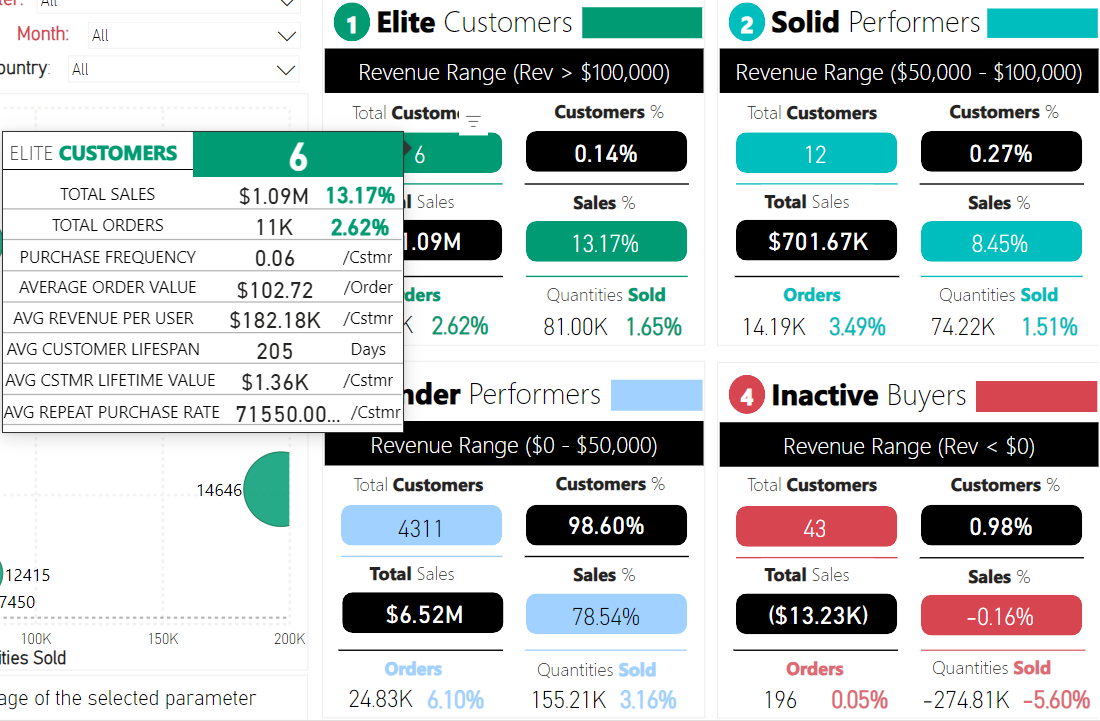 All
Month: All
Country: All
ELITE CUSTOMERS 6
TOTAL SALES $1.09M 13.17%
TOTAL ORDERS 11K 2.62%
PURCHASE FREQUENCY 0.06 /Cstmr
AVERAGE ORDER VALUE $102.72 /Order
AVG REVENUE PER USER $182.18K /Cstmr
AVG CUSTOMER LIFESPAN 205 Days
AVG CSTMR LIFETIME VALUE $1.36K /Cstmr
AVG REPEAT PURCHASE RATE 71550.00... /Cstmr
14646
12415
7450
100K 150K 200K
ities Sold
age of the selected parameter
1 Elite Customers
Revenue Range (Rev > $100,000)
Total Custom Customers %
6 0.14%
l Sales Sales %
1.09M 13.17%
ders Quantities Sold
K 2.62% 81.00K 1.65%
2 Solid Performers
Revenue Range ($50,000 - $100,000)
Total Customers Customers %
12 0.27%
Total Sales Sales %
$701.67K 8.45%
Orders Quantities Sold
14.19K 3.49% 74.22K 1.51%
nder Performers
Revenue Range ($0 - $50,000)
Total Customers Customers %
4311 98.60%
Total Sales Sales %
$6.52M 78.54%
Orders Quantities Sold
24.83K 6.10% 155.21K 3.16%
4 Inactive Buyers
Revenue Range (Rev < $0)
Total Customers Customers %
43 0.98%
Total Sales Sales %
($13.23K) -0.16%
Orders Quantities Sold
196 0.05% -274.81K -5.60%